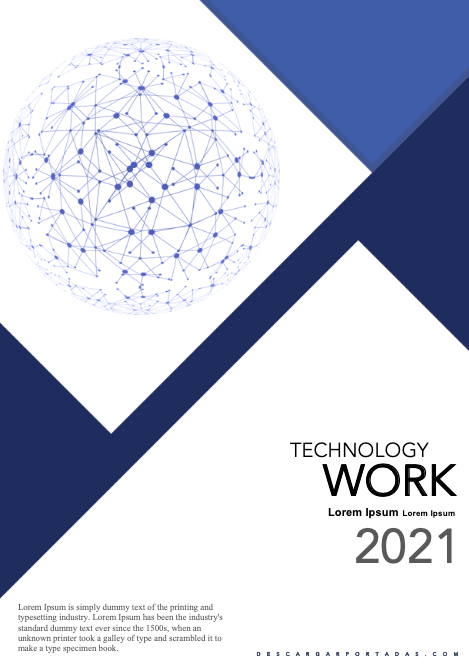 TECHNOLOGY
WORK
Lorem Ipsum Lorem Ipsum
2021
Lorem Ipsum is simply dummy text of the printing and
typesetting industry. Lorem Ipsum has been the industry's
standard dummy text ever since the 1500s, when an
unknown printer took a galley of type and scrambled it to
make a type specimen book.
DESCARGARPORTADAS.COM